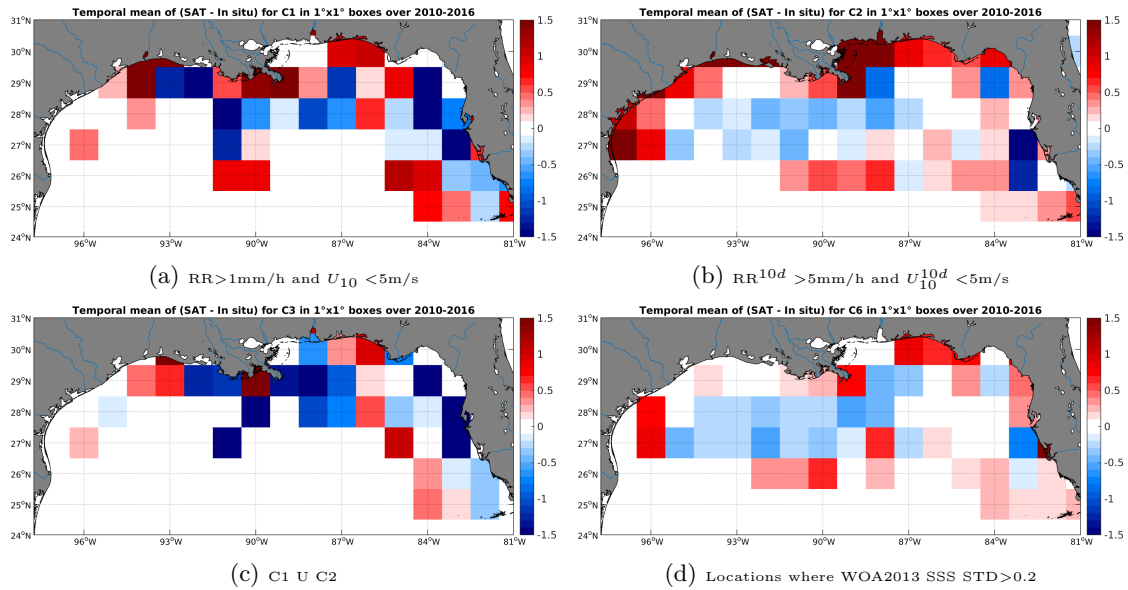 Temporal mean of (SAT - In situ) for C1 in 1°x1° boxes over 2010-2016
31°N
30°N
29°N
28°N
27°N
26°N
25°N
24°N
96°W 93°W 90°W 87°W 84°W 81°W
1.5
1
0.5
0
-0.5
-1
-1.5
(a) RR>1mm/h and U10 <5m/s
Temporal mean of (SAT - In situ) for C2 in 1°x1° boxes over 2010-2016
31°N
30°N
29°N
28°N
27°N
26°N
25°N
24°N
96°W 93°W 90°W 87°W 84°W 81°W
1.5
1
0.5
0
-0.5
-1
-1.5
(b) RR^10d >5mm/h and U10^10d <5m/s
Temporal mean of (SAT - In situ) for C3 in 1°x1° boxes over 2010-2016
31°N
30°N
29°N
28°N
27°N
26°N
25°N
24°N
96°W 93°W 90°W 87°W 84°W 81°W
1.5
1
0.5
0
-0.5
-1
-1.5
(c) C1 U C2
Temporal mean of (SAT - In situ) for C6 in 1°x1° boxes over 2010-2016
31°N
30°N
29°N
28°N
27°N
26°N
25°N
24°N
96°W 93°W 90°W 87°W 84°W 81°W
1.5
1
0.5
0
-0.5
-1
-1.5
(d) Locations where WOA2013 SSS STD>0.2